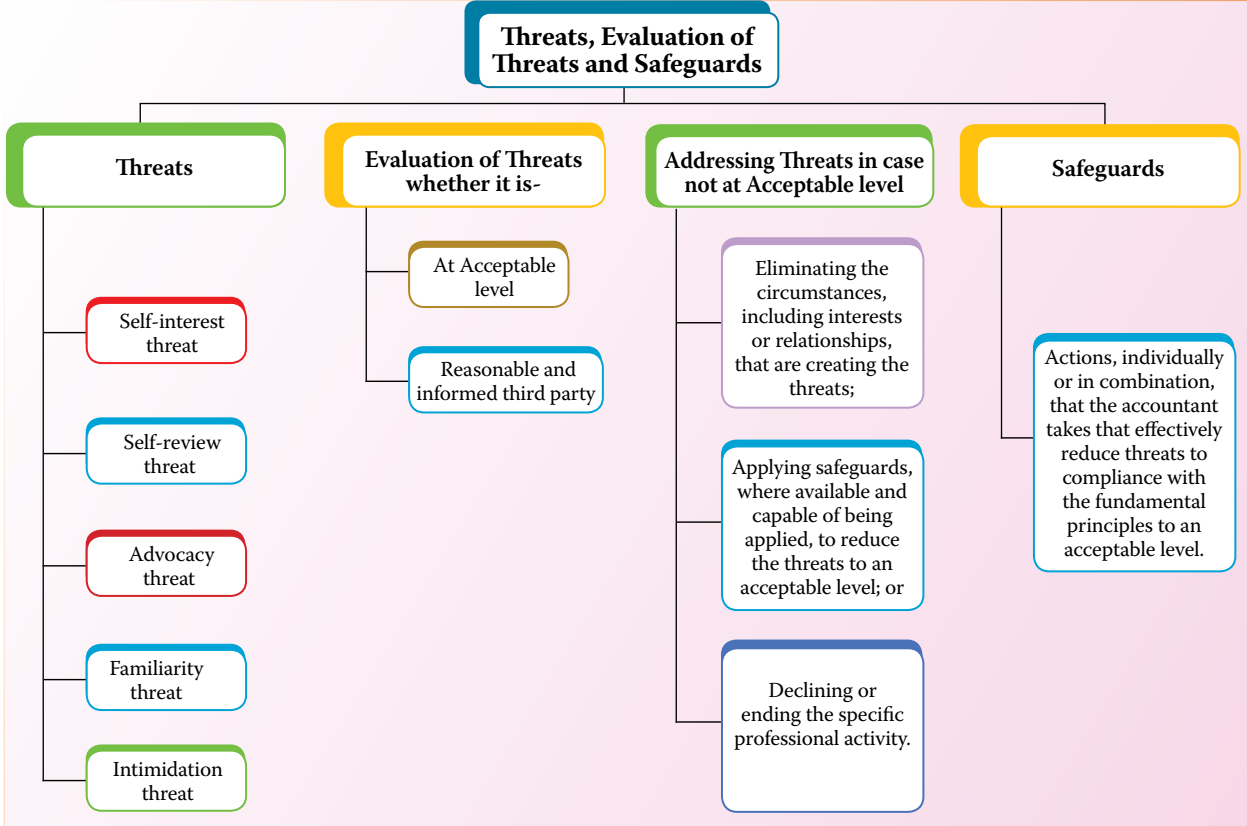 Threats, Evaluation of
Threats and Safeguards
Threats
Self-interest
threat
Self-review
threat
Advocacy
threat
Familiarity
threat
Intimidation
threat
Evaluation of Threats
whether it is-
At Acceptable
level
Reasonable and
informed third party
Addressing Threats in case
not at Acceptable level
Eliminating the
circumstances,
including interests
or relationships,
that are creating the
threats;
Applying safeguards,
where available and
capable of being
applied, to reduce
the threats to an
acceptable level; or
Declining or
ending the specific
professional activity.
Safeguards
Actions, individually
or in combination,
that the accountant
takes that effectively
reduce threats to
compliance with
the fundamental
principles to an
acceptable level.